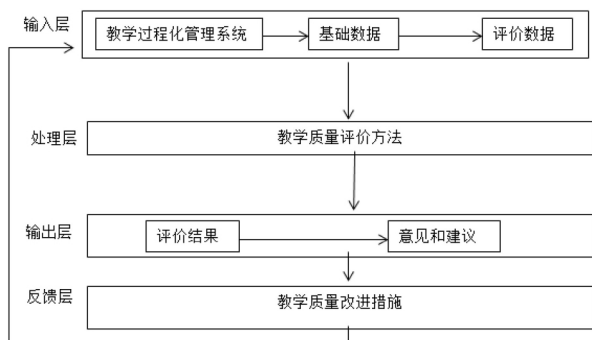 输入层
教学过程化管理系统
基础数据
评价数据
处理层
教学质量评价方法
输出层
评价结果
意见和建议
反馈层
教学质量改进措施